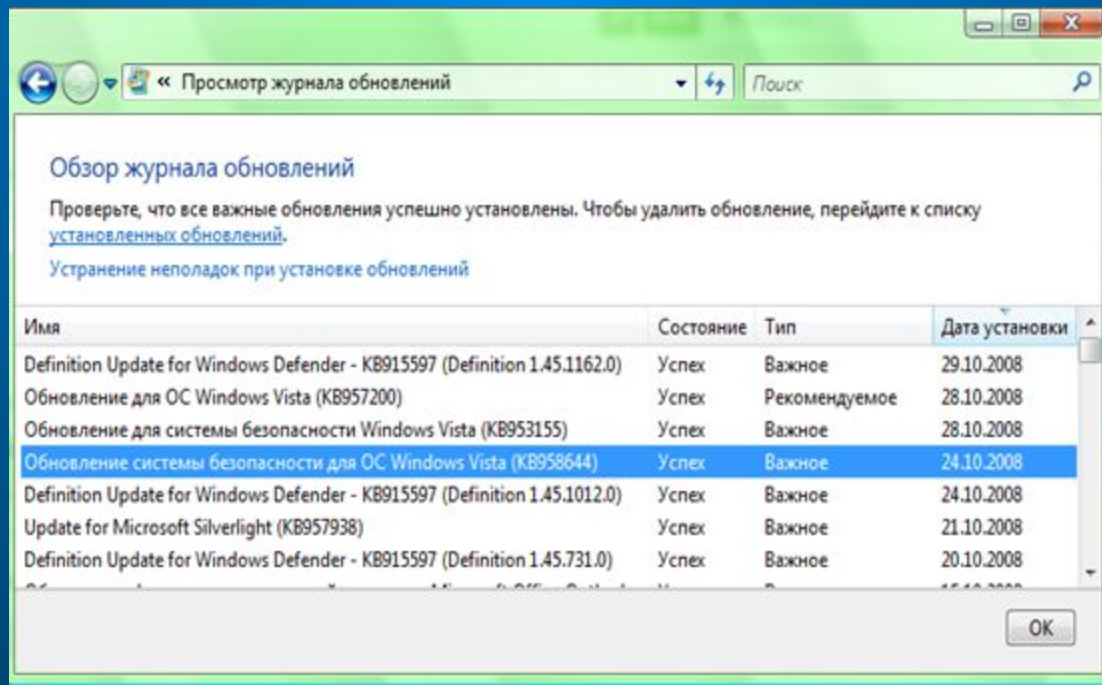 « Просмотр журнала обновлений
Поиск
Обзор журнала обновлений
Проверьте, что все важные обновления успешно установлены. Чтобы удалить обновление, перейдите к списку
установленных обновлений.
Устранение неполадок при установке обновлений
Имя Состояние Тип Дата установки
Definition Update for Windows Defender - KB915597 (Definition 1.45.1162.0) Успех Важное 29.10.2008
Обновление для ОС Windows Vista (KB957200) Успех Рекомендуемое 28.10.2008
Обновление для системы безопасности Windows Vista (KB953155) Успех Важное 28.10.2008
Обновление системы безопасности для ОС Windows Vista (KB958644) Успех Важное 24.10.2008
Definition Update for Windows Defender - KB915597 (Definition 1.45.1012.0) Успех Важное 24.10.2008
Update for Microsoft Silverlight (KB957938) Успех Важное 21.10.2008
Definition Update for Windows Defender - KB915597 (Definition 1.45.731.0) Успех Важное 20.10.2008
OK